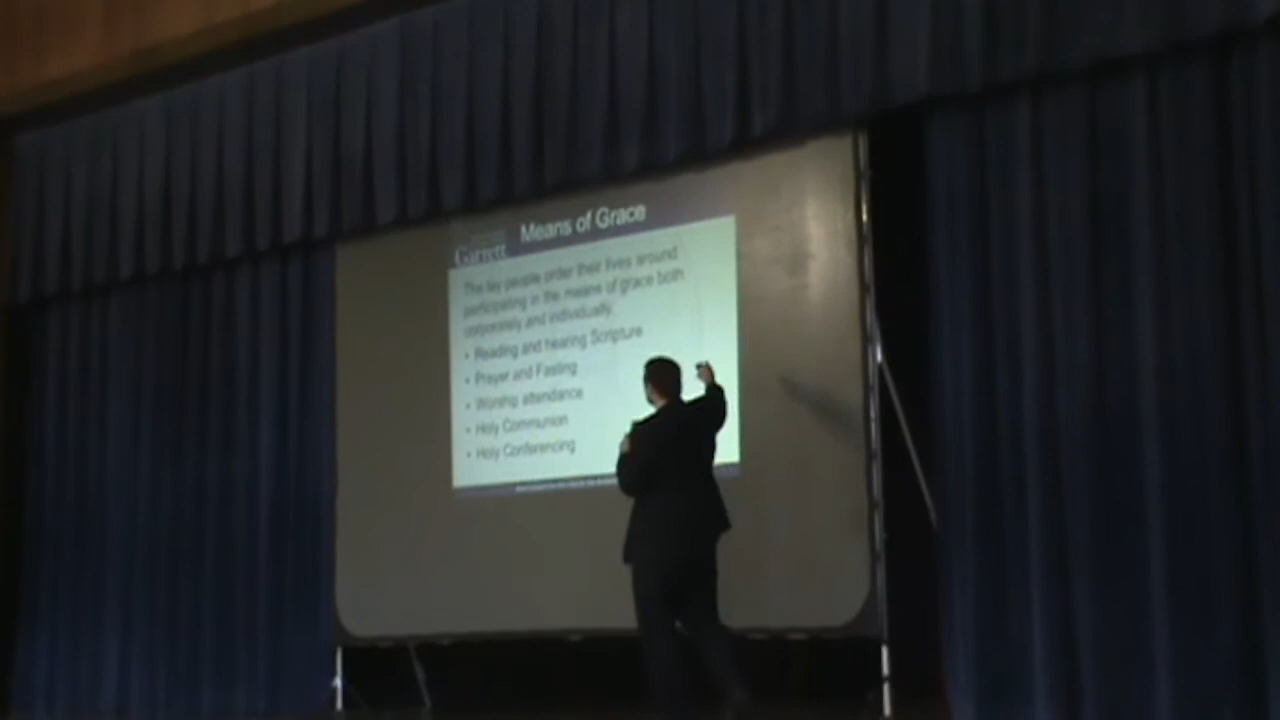 Means of Grace
Garrett
The lay people order their lives around
participating in the means of grace both
corporately and individually.
• Reading and hearing Scripture
• Prayer and Fasting
• Worship attendance
• Holy Communion
• Holy Conferencing